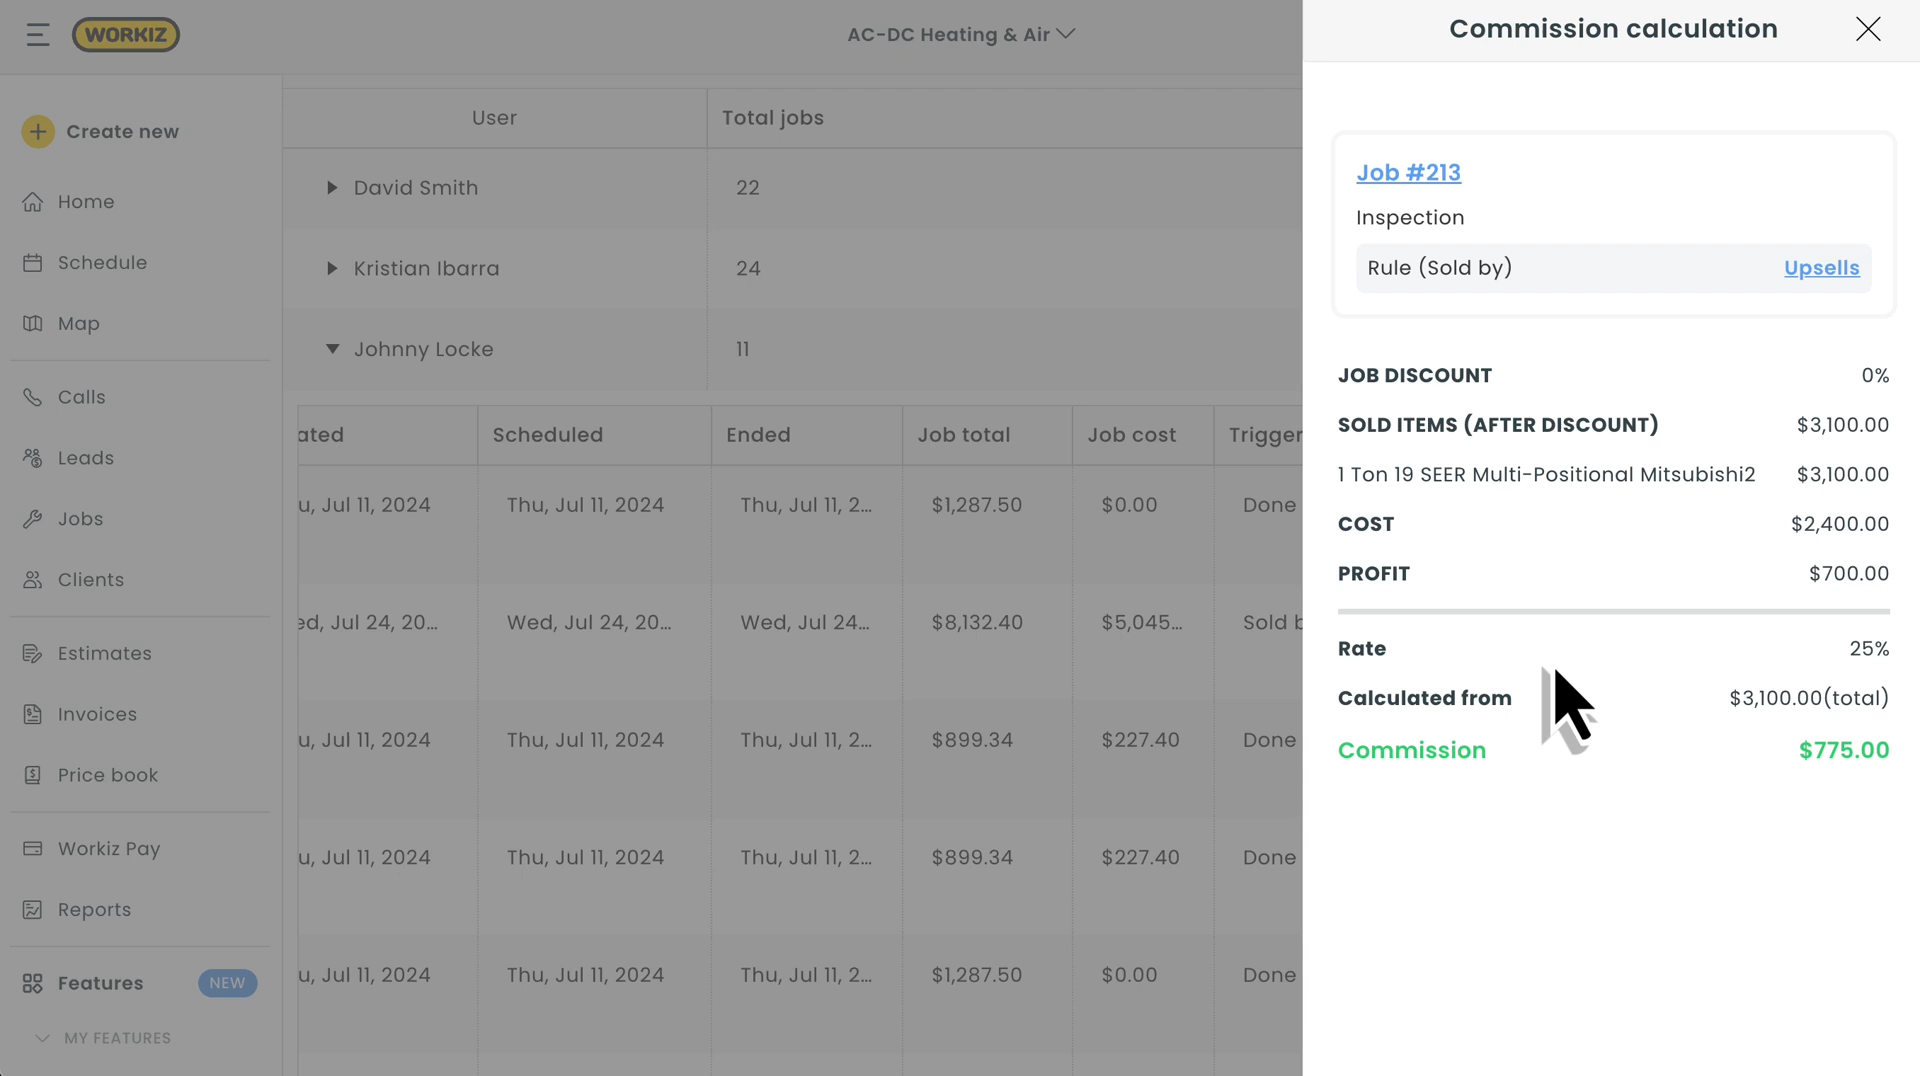 WORKIZ
AC-DC Heating & Air
Create new
Home
Schedule
Map
Calls
Leads
Jobs
Clients
Estimates
Invoices
Price book
Workiz Pay
Reports
Features NEW
MY FEATURES
User Total jobs
David Smith 22
Kristian Ibarra 24
Johnny Locke 11
ated Scheduled Ended Job total Job cost Trigger
u, Jul 11, 2024 Thu, Jul 11, 2024 Thu, Jul 11, 2... $1,287.50 $0.00 Done
ed, Jul 24, 20... Wed, Jul 24, 20... Wed, Jul 24... $8,132.40 $5,045... Sold b
u, Jul 11, 2024 Thu, Jul 11, 2024 Thu, Jul 11, 2... $899.34 $227.40 Done
u, Jul 11, 2024 Thu, Jul 11, 2024 Thu, Jul 11, 2... $899.34 $227.40 Done
u, Jul 11, 2024 Thu, Jul 11, 2024 Thu, Jul 11, 2... $1,287.50 $0.00 Done
Commission calculation
Job #213
Inspection
Rule (Sold by) Upsells
JOB DISCOUNT 0%
SOLD ITEMS (AFTER DISCOUNT) $3,100.00
1 Ton 19 SEER Multi-Positional Mitsubishi2 $3,100.00
COST $2,400.00
PROFIT $700.00
Rate 25%
Calculated from $3,100.00(total)
Commission $775.00